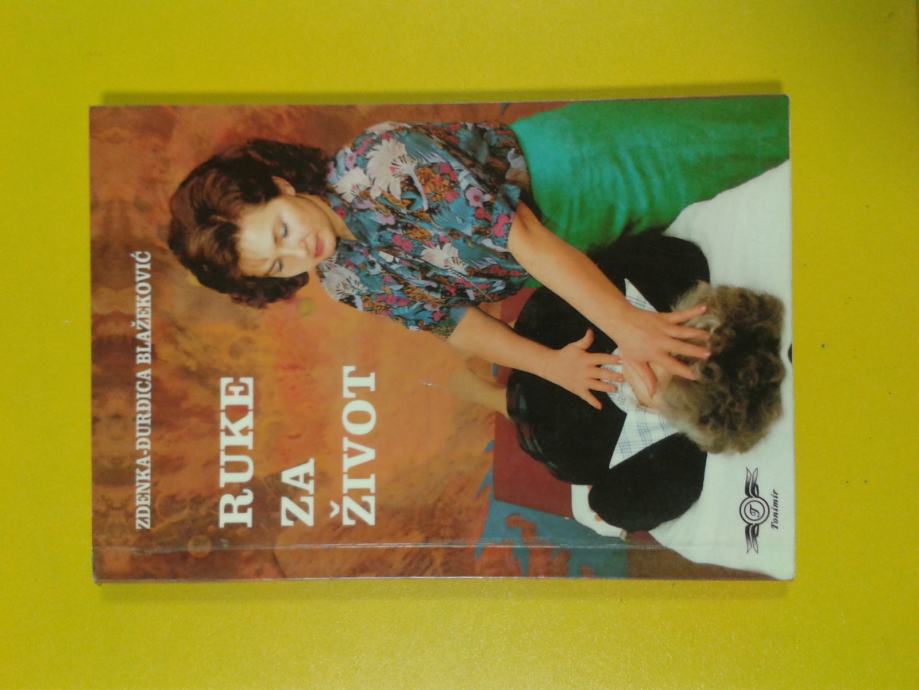 ZDENKA-ĐURĐICA BLAŽEKOVIĆ
RUKE
ZA
ŽIVOT
T
Tonimir